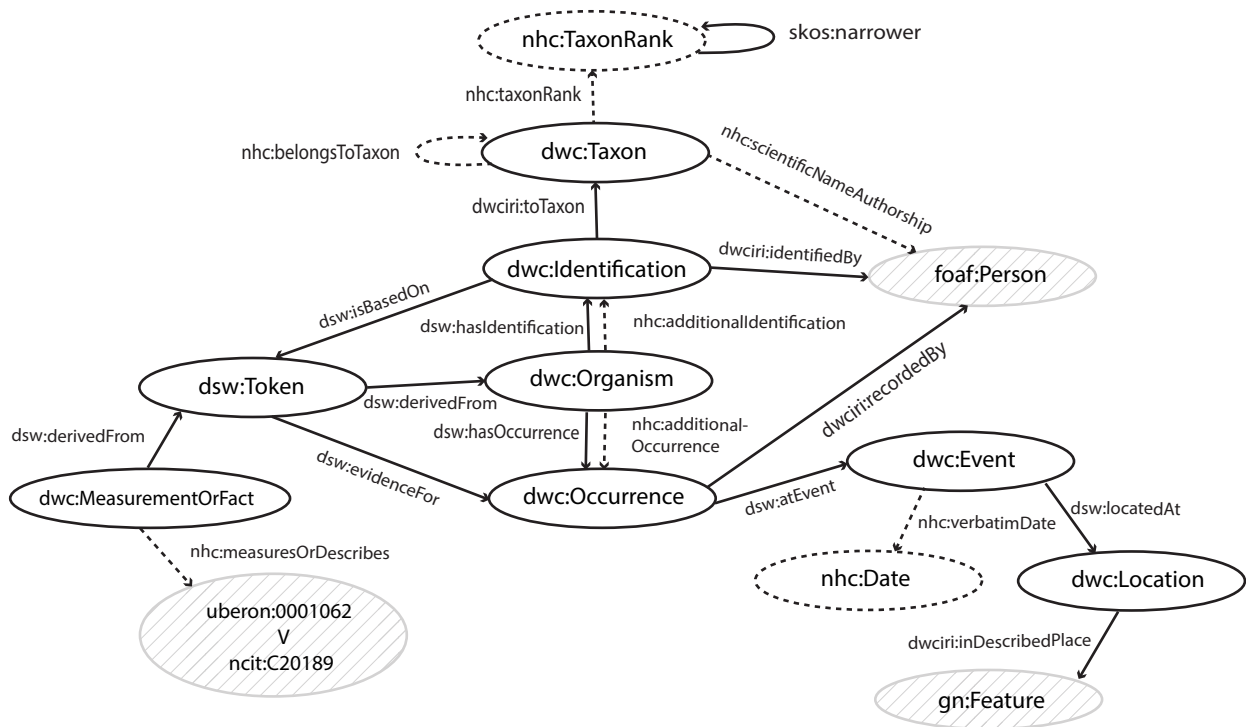 nhc:TaxonRank
skos:narrower
nhc:taxonRank
nhc:belongsToTaxon
dwc:Taxon
nhc:scientificNameAuthorship
dwciri:toTaxon
dwc:Identification
dwciri:identifiedBy
foaf:Person
dsw:isBasedOn
dsw:hasIdentification
nhc:additionalIdentification
dsw:Token
dsw:derivedFrom
dwc:Organism
dwciri:recordedBy
dsw:derivedFrom
dsw:hasOccurrence
nhc:additional-
Occurrence
dsw:evidenceFor
dwc:MeasurementOrFact
dwc:Occurrence
dsw:atEvent
dwc:Event
nhc:verbatimDate
dsw:locatedAt
nhc:measuresOrDescribes
nhc:Date
dwc:Location
uberon:0001062
V
ncit:C20189
dwciri:inDescribedPlace
gn:Feature